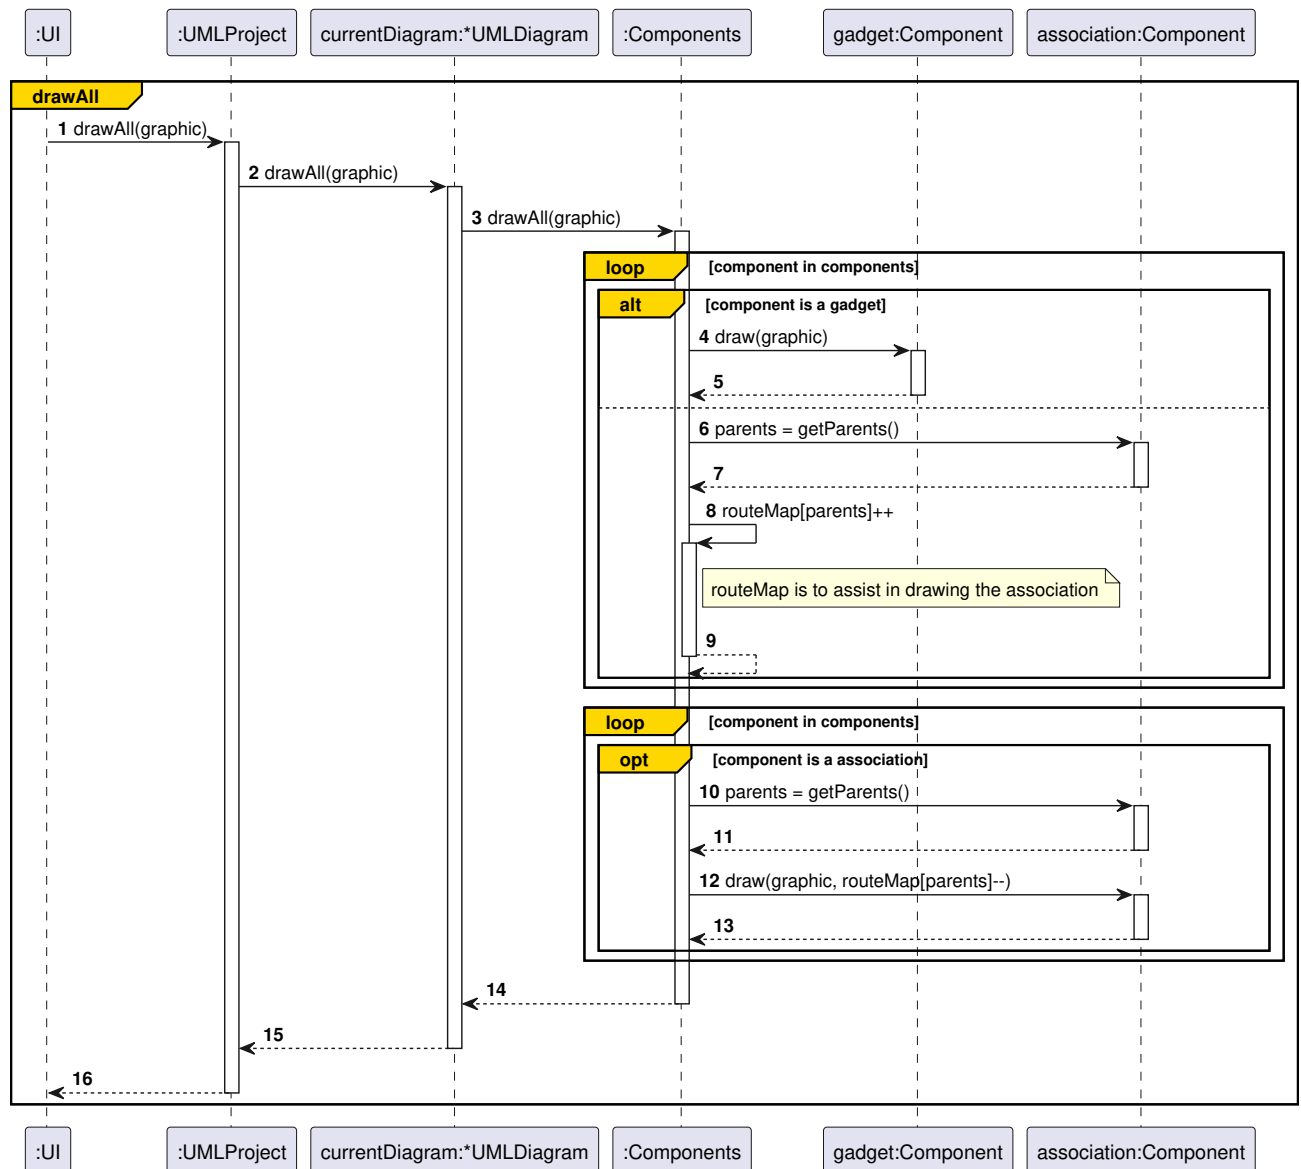 :UI
:UMLProject
currentDiagram:*UMLDiagram
:Components
gadget:Component
association:Component
drawAll
1 drawAll(graphic)
2 drawAll(graphic)
3 drawAll(graphic)
loop [component in components]
alt [component is a gadget]
4 draw(graphic)
5
6 parents = getParents()
7
8 routeMap[parents]++
routeMap is to assist in drawing the association
9
loop [component in components]
opt [component is a association]
10 parents = getParents()
11
12 draw(graphic, routeMap[parents]--)
13
14
15
16
:UI
:UMLProject
currentDiagram:*UMLDiagram
:Components
gadget:Component
association:Component